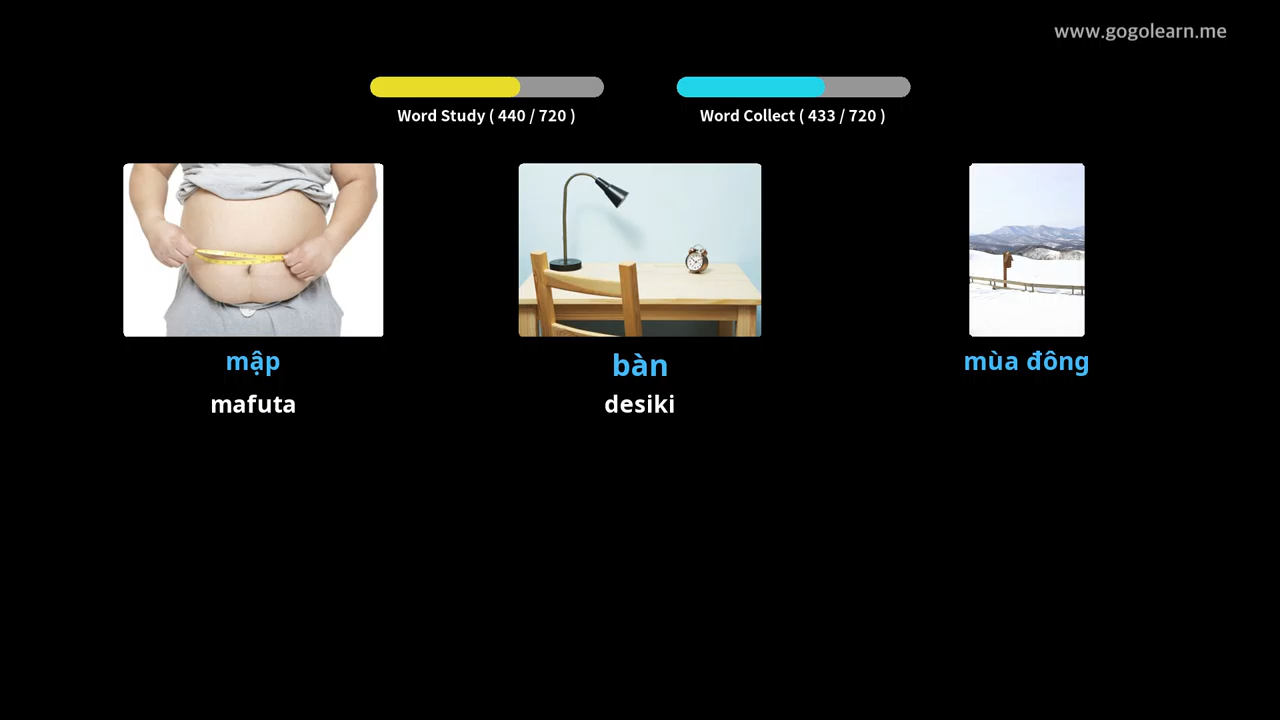 www.gogolearn.me
Word Study ( 440 / 720 )
Word Collect ( 433 / 720 )
mập
bàn
mùa đông
mafuta
desiki